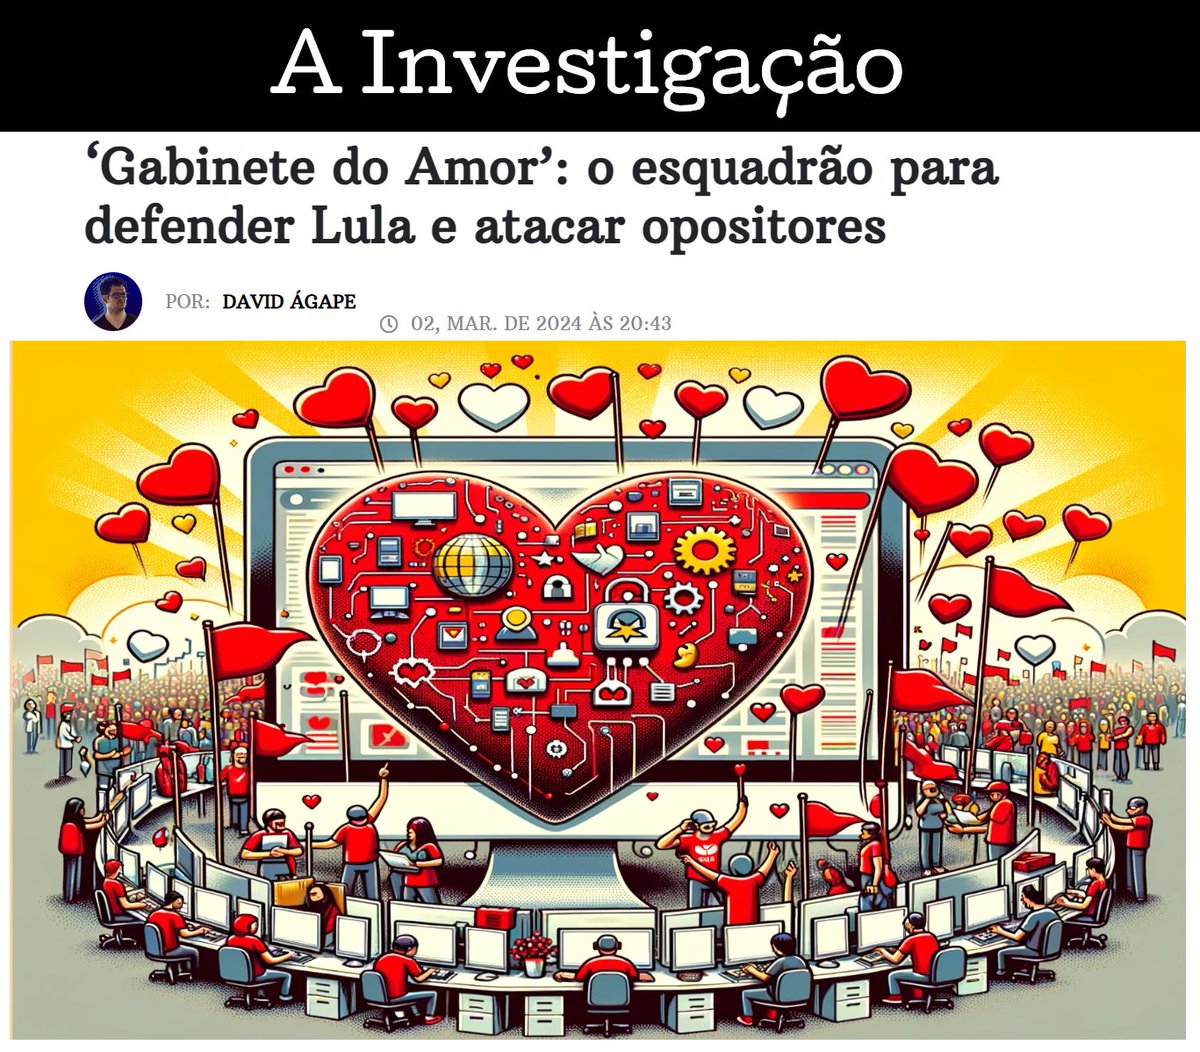 A Investigação
‘Gabinete do Amor’: o esquadrão para
defender Lula e atacar opositores
POR: DAVID ÁGAPE
02, MAR. DE 2024 ÀS 20:43